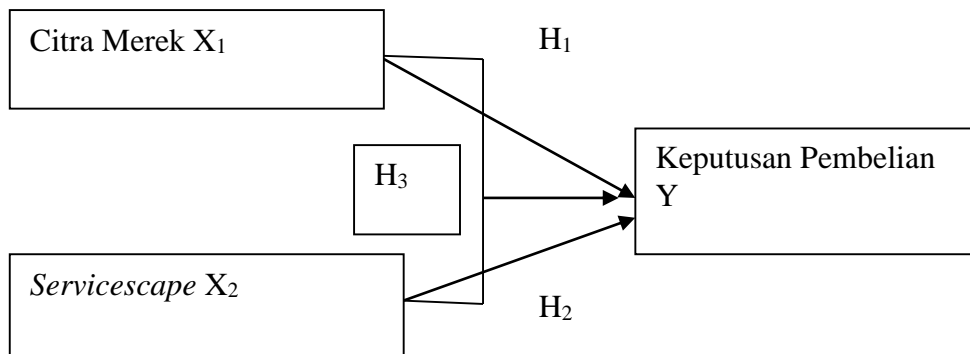 Citra Merek X₁
H₁
Keputusan Pembelian
Y
H₃
Servicescape X₂
H₂